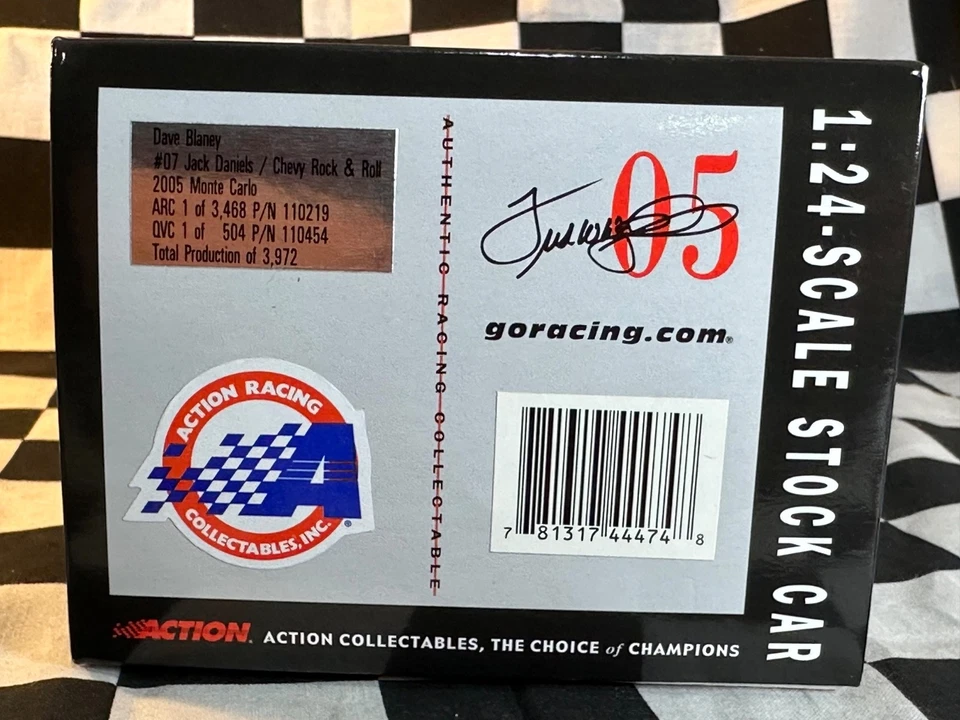 Dave Blaney
#07 Jack Daniels / Chevy Rock & Roll
2005 Monte Carlo
ARC 1 of 3,468 P/N 110219
QVC 1 of 504 P/N 110454
Total Production of 3,972
AUTHENTIC RACING COLLECTABLE
05
goracing.com®
ACTION RACING
COLLECTABLES, INC.®
A
7 81317 44474 8
1:24-SCALE STOCK CAR
ACTION. ACTION COLLECTABLES, THE CHOICE of CHAMPIONS